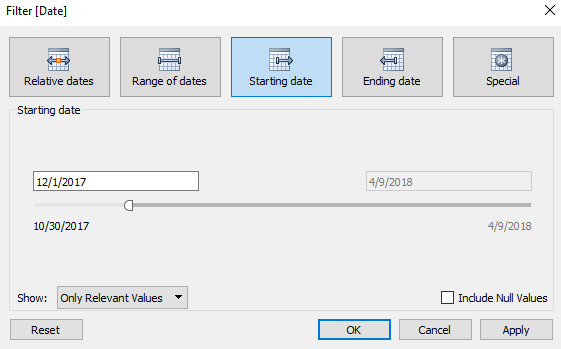 Filter [Date]
Relative dates
Range of dates
Starting date
Ending date
Special
Starting date
12/1/2017
4/9/2018
10/30/2017
4/9/2018
Show:
Only Relevant Values
Include Null Values
Reset
OK
Cancel
Apply